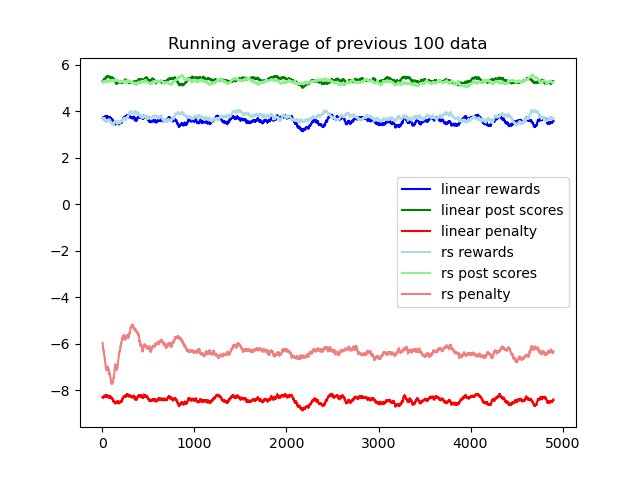 Running average of previous 100 data
6
4
2
0
−2
−4
−6
−8
linear rewards
linear post scores
linear penalty
rs rewards
rs post scores
rs penalty
0 1000 2000 3000 4000 5000